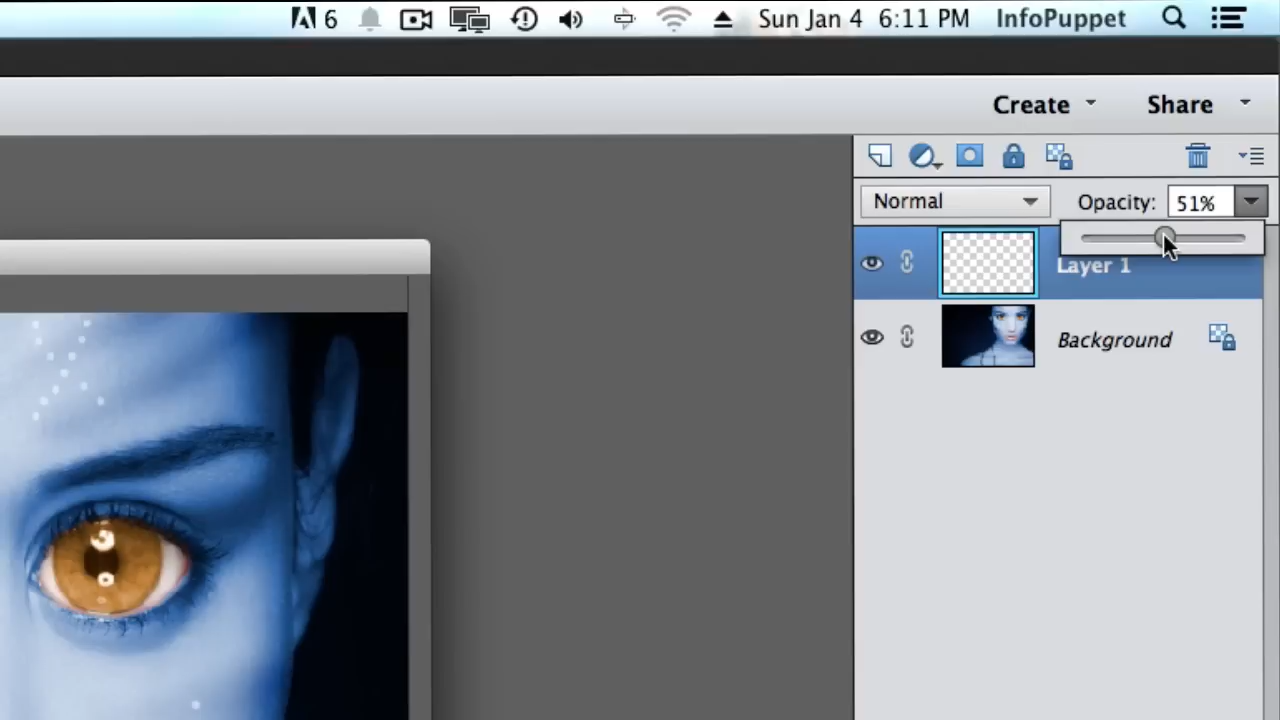 6 Sun Jan 4 6:11 PM InfoPuppet
Create Share
Normal Opacity: 51%
Layer 1
Background